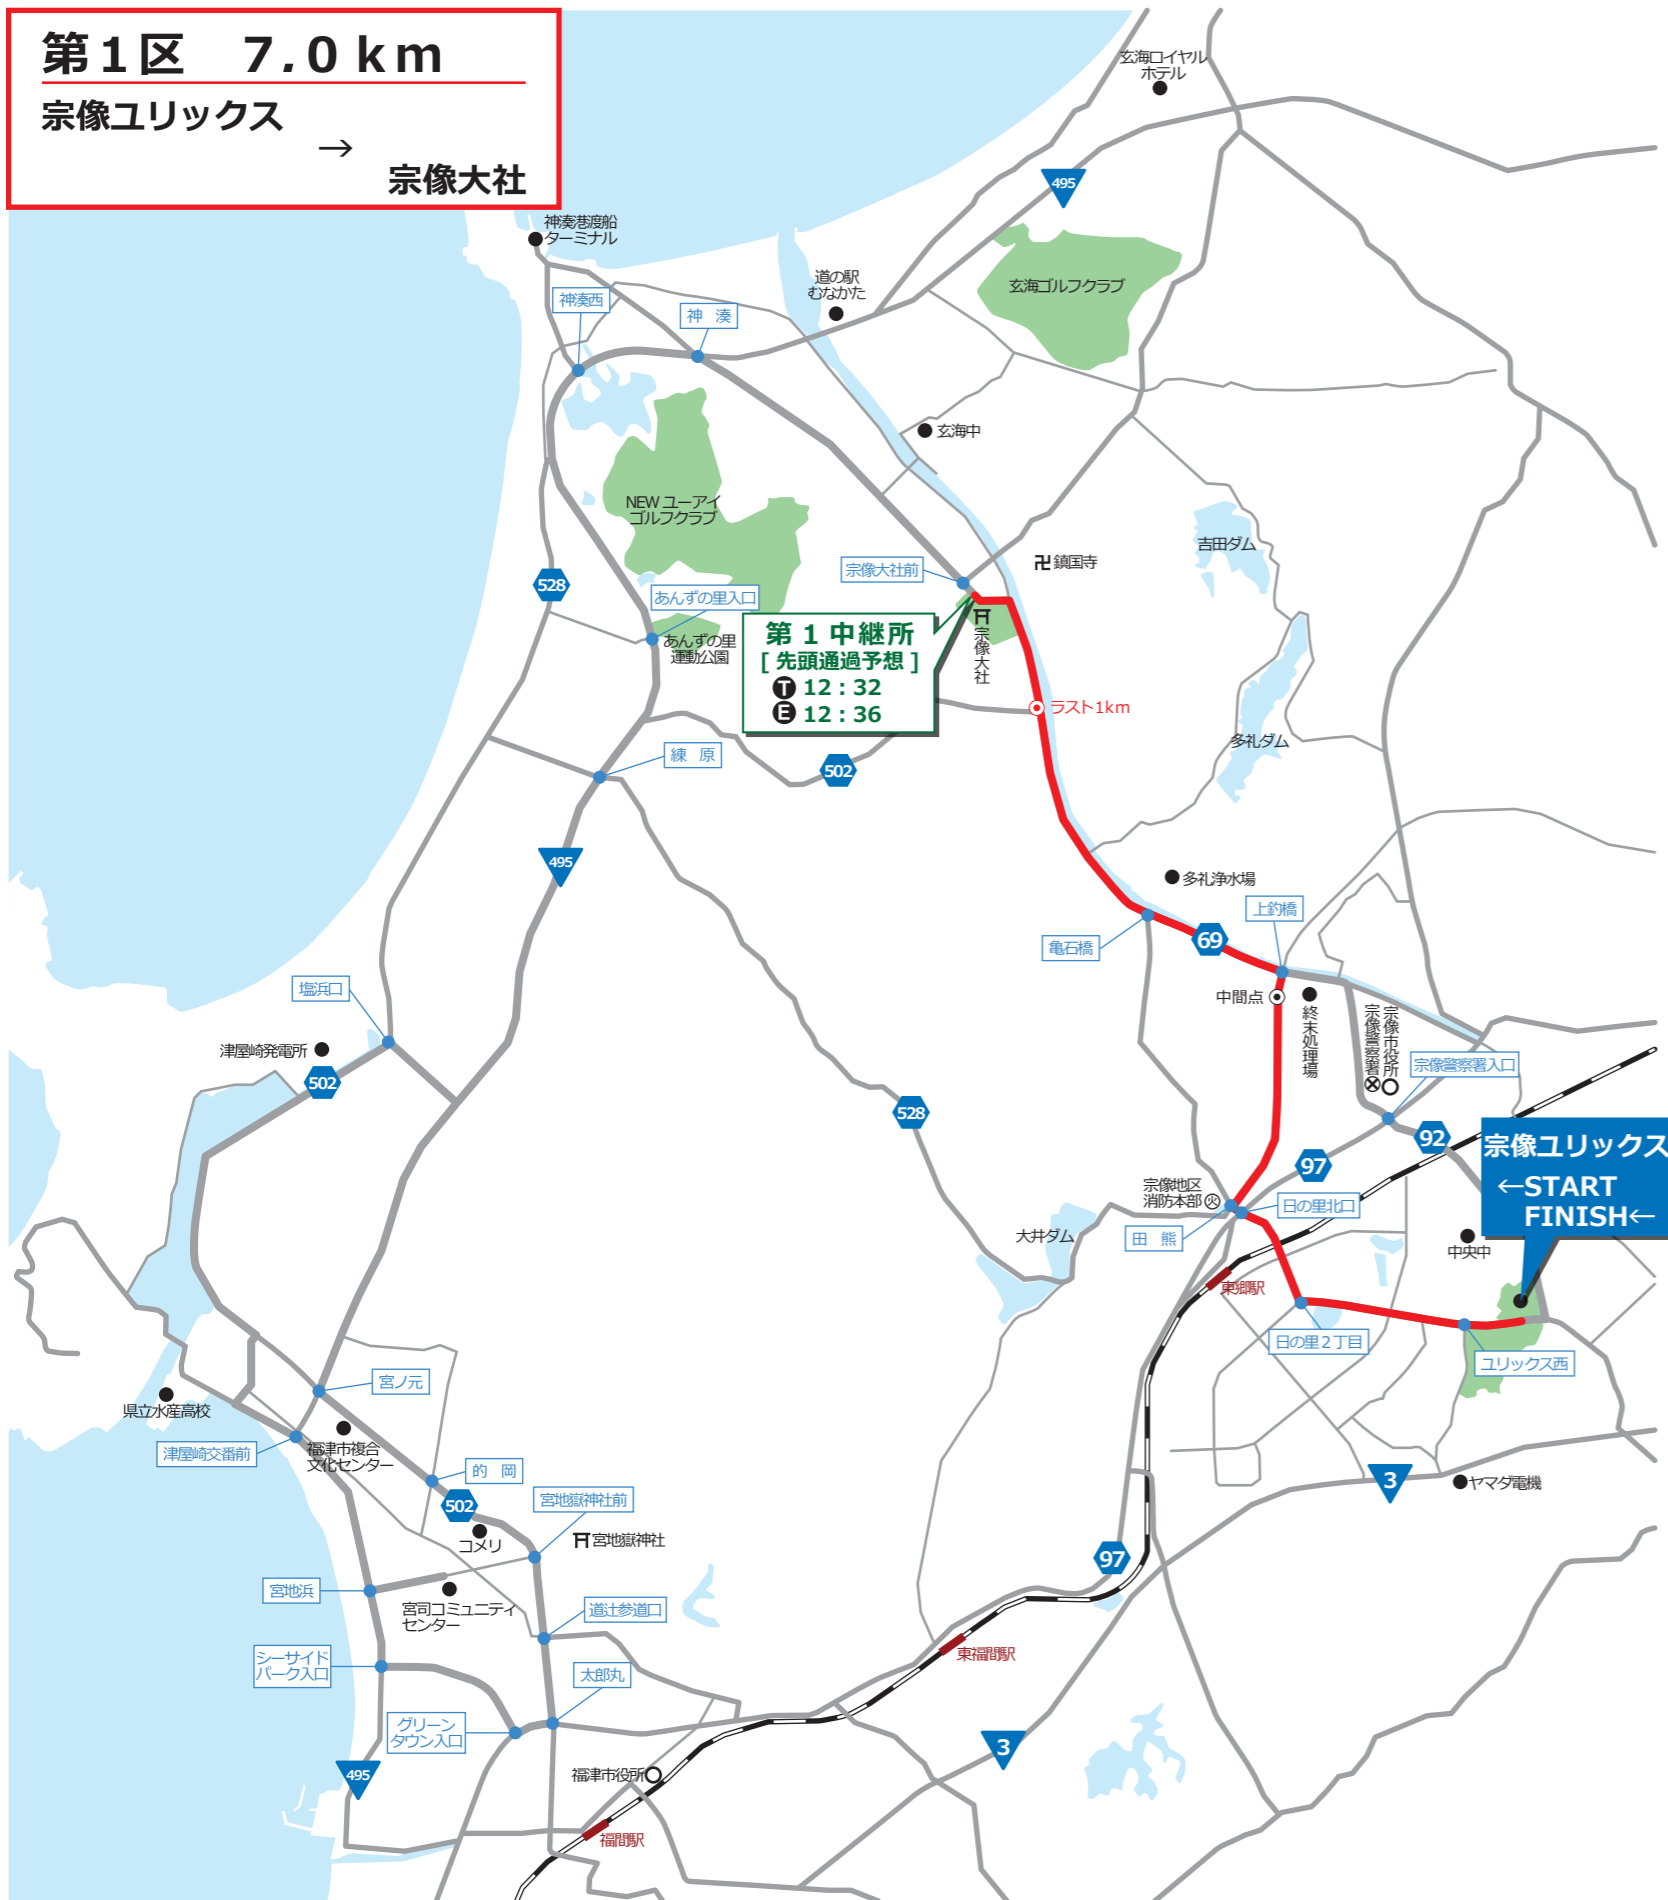 第1区 7.0km
宗像ユリックス
→
宗像大社
玄海ロイヤル
ホテル
495
神湊港渡船
ターミナル
神湊西
神 湊
道の駅
むなかた
玄海ゴルフクラブ
玄海中
NEW ユーアイ
ゴルフクラブ
吉田ダム
宗像大社前
卍 鎮国寺
528
あんずの里入口
あんずの里
運動公園
第1中継所
[ 先頭通過予想 ]
T 12:32
E 12:36
宗像大社
ラスト1km
多礼ダム
練 原
502
495
多礼浄水場
上釣橋
亀石橋
69
中間点
終末処理場
宗像警察署
宗像市役所
宗像警察署入口
塩浜口
津屋崎発電所
502
528
92
97
宗像ユリックス
←START
FINISH←
宗像地区
消防本部
日の里北口
田 熊
大井ダム
中央中
東郷駅
日の里2丁目
ユリックス西
宮ノ元
県立水産高校
福津市複合
文化センター
津屋崎交番前
的 岡
502
宮地嶽神社前
コメリ
宮地嶽神社
3
ヤマダ電機
97
宮地浜
宮司コミュニティ
センター
道辻参道口
シーサイド
パーク入口
太郎丸
東福間駅
グリーン
タウン入口
495
福津市役所
3
福間駅